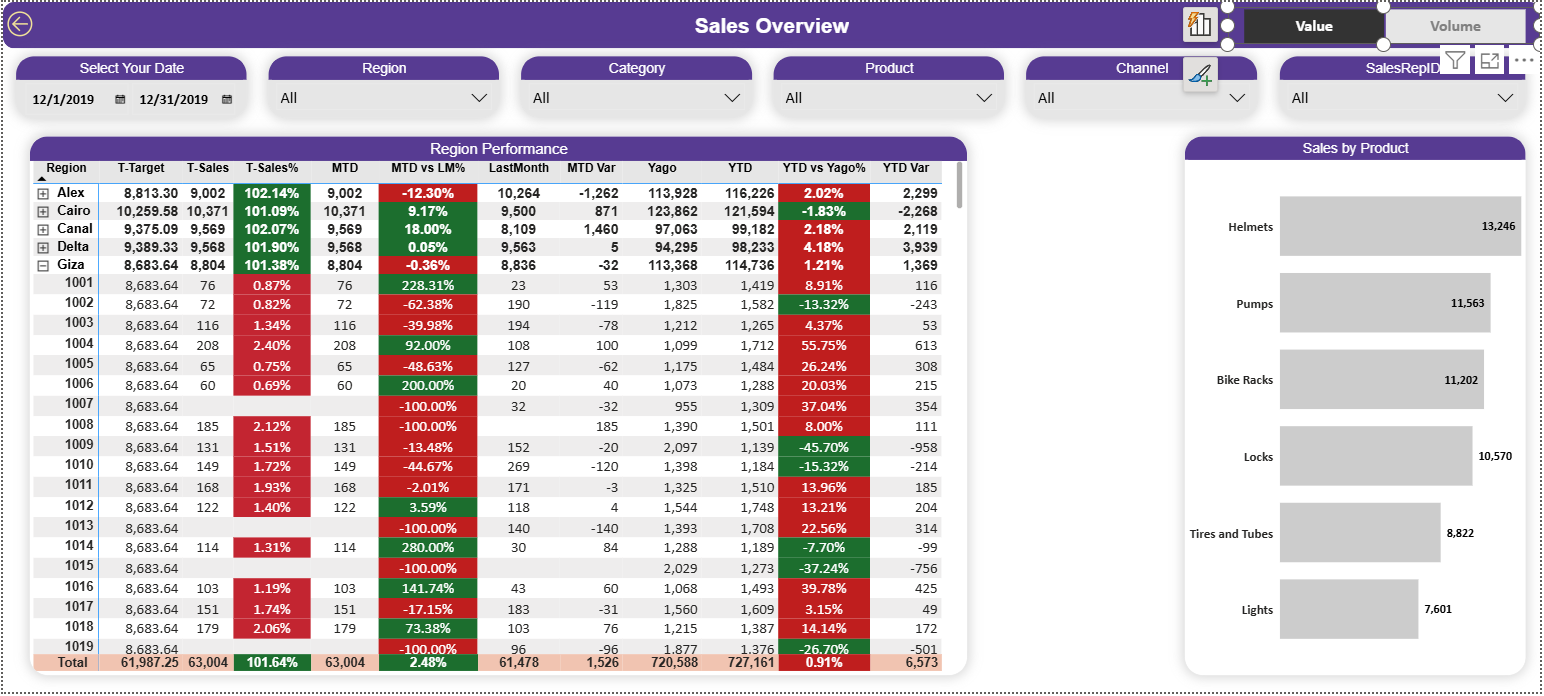 Sales Overview
Value Volume
Select Your Date Region Category Product Channel SalesRepID
12/1/2019 12/31/2019 All All All All All
Region Performance
Region T-Target T-Sales T-Sales% MTD MTD vs LM% LastMonth MTD Var Yago YTD YTD vs Yago% YTD Var
Alex 8,813.30 9,002 102.14% 9,002 -12.30% 10,264 -1,262 113,928 116,226 2.02% 2,299
Cairo 10,259.58 10,371 101.09% 10,371 9.17% 9,500 871 123,862 121,594 -1.83% -2,268
Canal 9,375.09 9,569 102.07% 9,569 18.00% 8,109 1,460 97,063 99,182 2.18% 2,119
Delta 9,389.33 9,568 101.90% 9,568 0.05% 9,563 5 94,295 98,233 4.18% 3,939
Giza 8,683.64 8,804 101.38% 8,804 -0.36% 8,836 -32 113,368 114,736 1.21% 1,369
1001 8,683.64 76 0.87% 76 228.31% 23 53 1,303 1,419 8.91% 116
1002 8,683.64 72 0.82% 72 -62.38% 190 -119 1,825 1,582 -13.32% -243
1003 8,683.64 116 1.34% 116 -39.98% 194 -78 1,212 1,265 4.37% 53
1004 8,683.64 208 2.40% 208 92.00% 108 100 1,099 1,712 55.75% 613
1005 8,683.64 65 0.75% 65 -48.63% 127 -62 1,175 1,484 26.24% 308
1006 8,683.64 60 0.69% 60 200.00% 20 40 1,073 1,288 20.03% 215
1007 8,683.64 -100.00% 32 -32 955 1,309 37.04% 354
1008 8,683.64 185 2.12% 185 -100.00% 185 1,390 1,501 8.00% 111
1009 8,683.64 131 1.51% 131 -13.48% 152 -20 2,097 1,139 -45.70% -958
1010 8,683.64 149 1.72% 149 -44.67% 269 -120 1,398 1,184 -15.32% -214
1011 8,683.64 168 1.93% 168 -2.01% 171 -3 1,325 1,510 13.96% 185
1012 8,683.64 122 1.40% 122 3.59% 118 4 1,544 1,748 13.21% 204
1013 8,683.64 -100.00% 140 -140 1,393 1,708 22.56% 314
1014 8,683.64 114 1.31% 114 280.00% 30 84 1,288 1,189 -7.70% -99
1015 8,683.64 -100.00% 2,029 1,273 -37.24% -756
1016 8,683.64 103 1.19% 103 141.74% 43 60 1,068 1,493 39.78% 425
1017 8,683.64 151 1.74% 151 -17.15% 183 -31 1,560 1,609 3.15% 49
1018 8,683.64 179 2.06% 179 73.38% 103 76 1,215 1,387 14.14% 172
1019 8,683.64 -100.00% 96 -96 1,877 1,376 -26.70% -501
Total 61,987.25 63,004 101.64% 63,004 2.48% 61,478 1,526 720,588 727,161 0.91% 6,573
Sales by Product
Helmets 13,246
Pumps 11,563
Bike Racks 11,202
Locks 10,570
Tires and Tubes 8,822
Lights 7,601